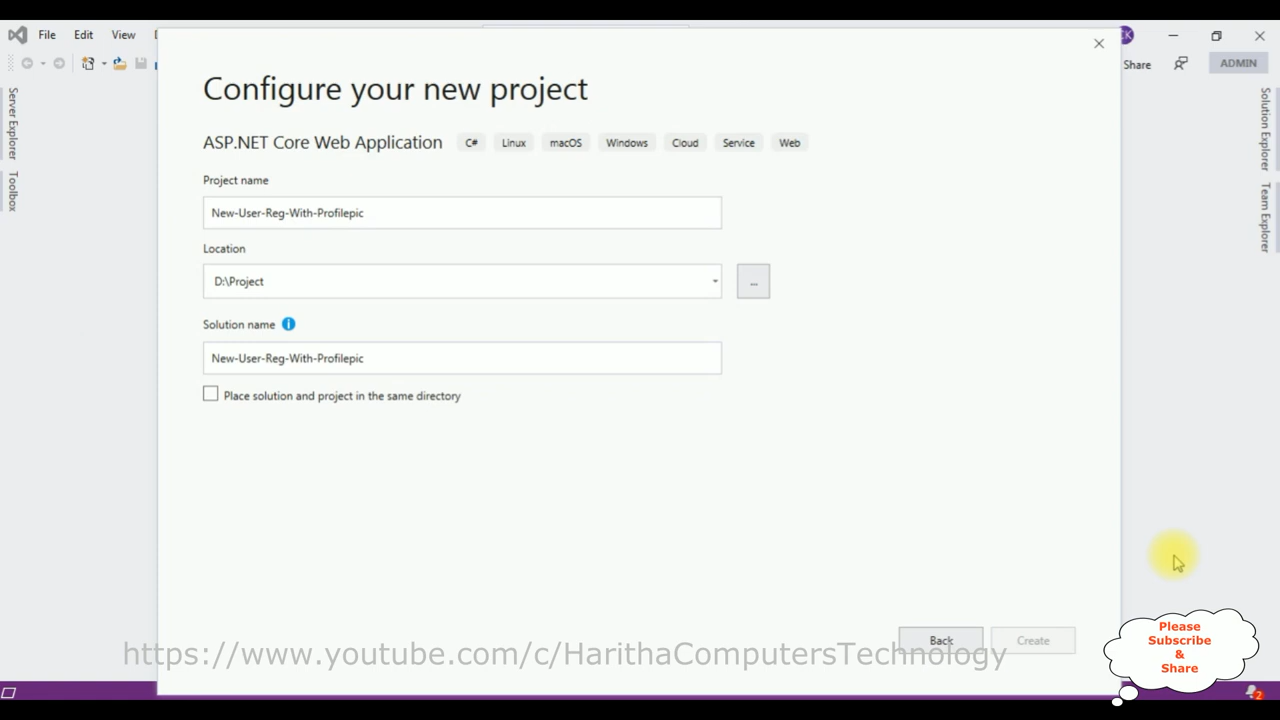 File Edit View
CK
Share
ADMIN
Server Explorer
Toolbox
Solution Explorer
Team Explorer
Configure your new project
ASP.NET Core Web Application C# Linux macOS Windows Cloud Service Web
Project name
New-User-Reg-With-Profilepic
Location
D:\Project
...
Solution name
New-User-Reg-With-Profilepic
Place solution and project in the same directory
Back Create
https://www.youtube.com/c/HarithaComputersTechnology
Please
Subscribe
&
Share
2